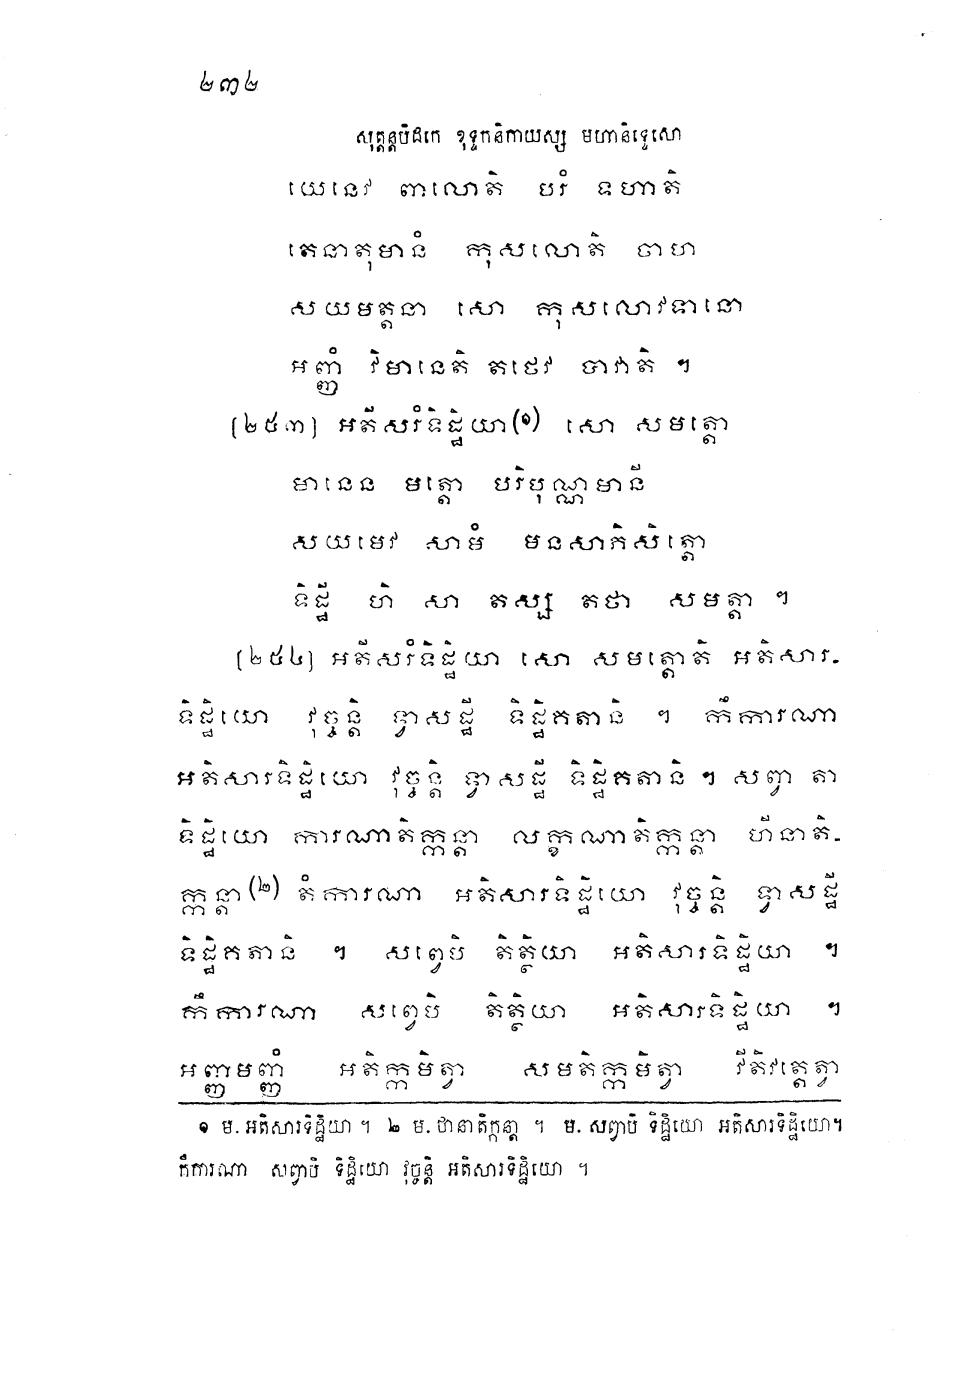 ២៣២
សុត្តន្តបិដកេ ខុទ្ទកនិកាយស្ស មហានិទ្ទេសោ
យេនេវ ពាលោតិ បរំ ទហាតិ
តេនាតុមានំ កុសលោតិ ចាហ
សយមត្តនា សោ កុសលោវទានោ
អញ្ញំ វិមានេតិ តថេវ ចាវាតិ ។
(២៥៣) អតីសរំទិដ្ឋិយា(១) សោ សមត្តោ
មានេន មត្តោ បរិបុណ្ណមានី
សយមេវ សាមំ មនសាភិសិត្តោ
ទិដ្ឋី ហិ សា តស្ស តថា សមត្តា ។
(២៥៤) អតីសរំទិដ្ឋិយា សោ សមត្តោតិ អតិសារ-
ទិដ្ឋិយោ វុច្ចន្តិ ទ្វាសដ្ឋី ទិដ្ឋិគតានិ ។ កឹការណា
អតិសារទិដ្ឋិយោ វុច្ចន្តិ ទ្វាសដ្ឋី ទិដ្ឋិគតានិ ។ សព្វា តា
ទិដ្ឋិយោ ការណាតិក្កន្តា លក្ខណាតិក្កន្តា ហីនាតិ-
ក្កន្តា(២) តំការណា អតិសារទិដ្ឋិយោ វុច្ចន្តិ ទ្វាសដ្ឋី
ទិដ្ឋិគតានិ ។ សព្វេបិ តិត្ថិយា អតិសារទិដ្ឋិយា ។
កឹការណា សព្វេបិ តិត្ថិយា អតិសារទិដ្ឋិយា ។
អញ្ញមញ្ញំ អតិក្កមិត្វា សមតិក្កមិត្វា វីតិវត្តេត្វា
១ ម. អតិសារទិដ្ឋិយា ។ ២ ម. ឋានាតិក្កន្តា ។ ម. សព្វាបិ ទិដ្ឋិយោ អតិសារទិដ្ឋិយោ។
កឹការណា សព្វាបិ ទិដ្ឋិយោ វុច្ចន្តិ អតិសារទិដ្ឋិយោ ។